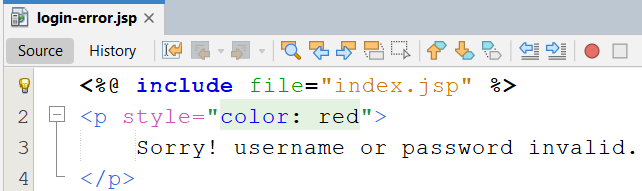 login-error.jsp
Source History
<%@ include file="index.jsp" %>
2 <p style="color: red">
3 Sorry! username or password invalid.
4 </p>